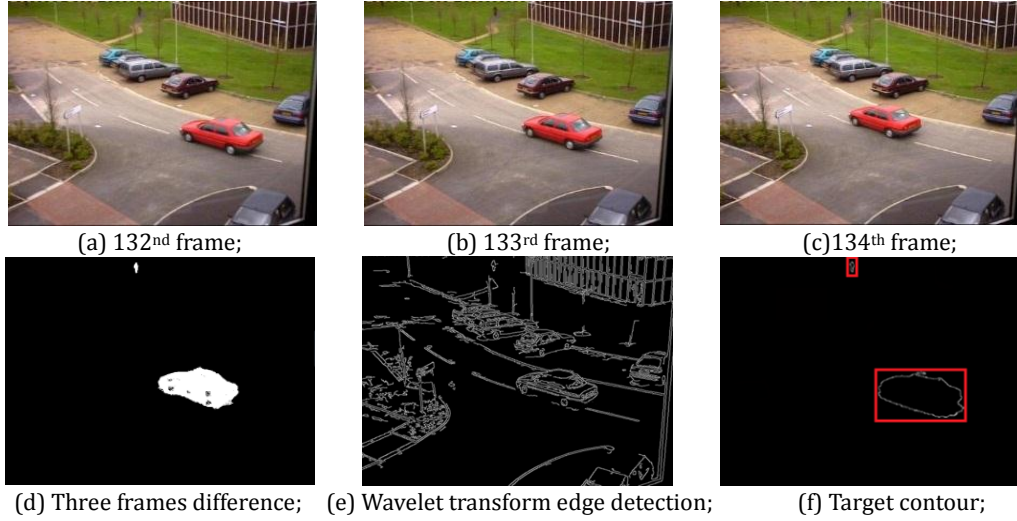 (a) 132nd frame;
(b) 133rd frame;
(c)134th frame;
(d) Three frames difference;
(e) Wavelet transform edge detection;
(f) Target contour;